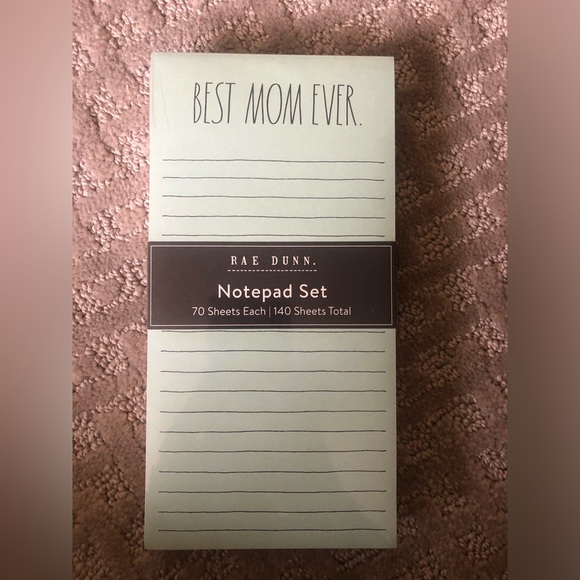 BEST MOM EVER.
RAE DUNN.
Notepad Set
70 Sheets Each | 140 Sheets Total